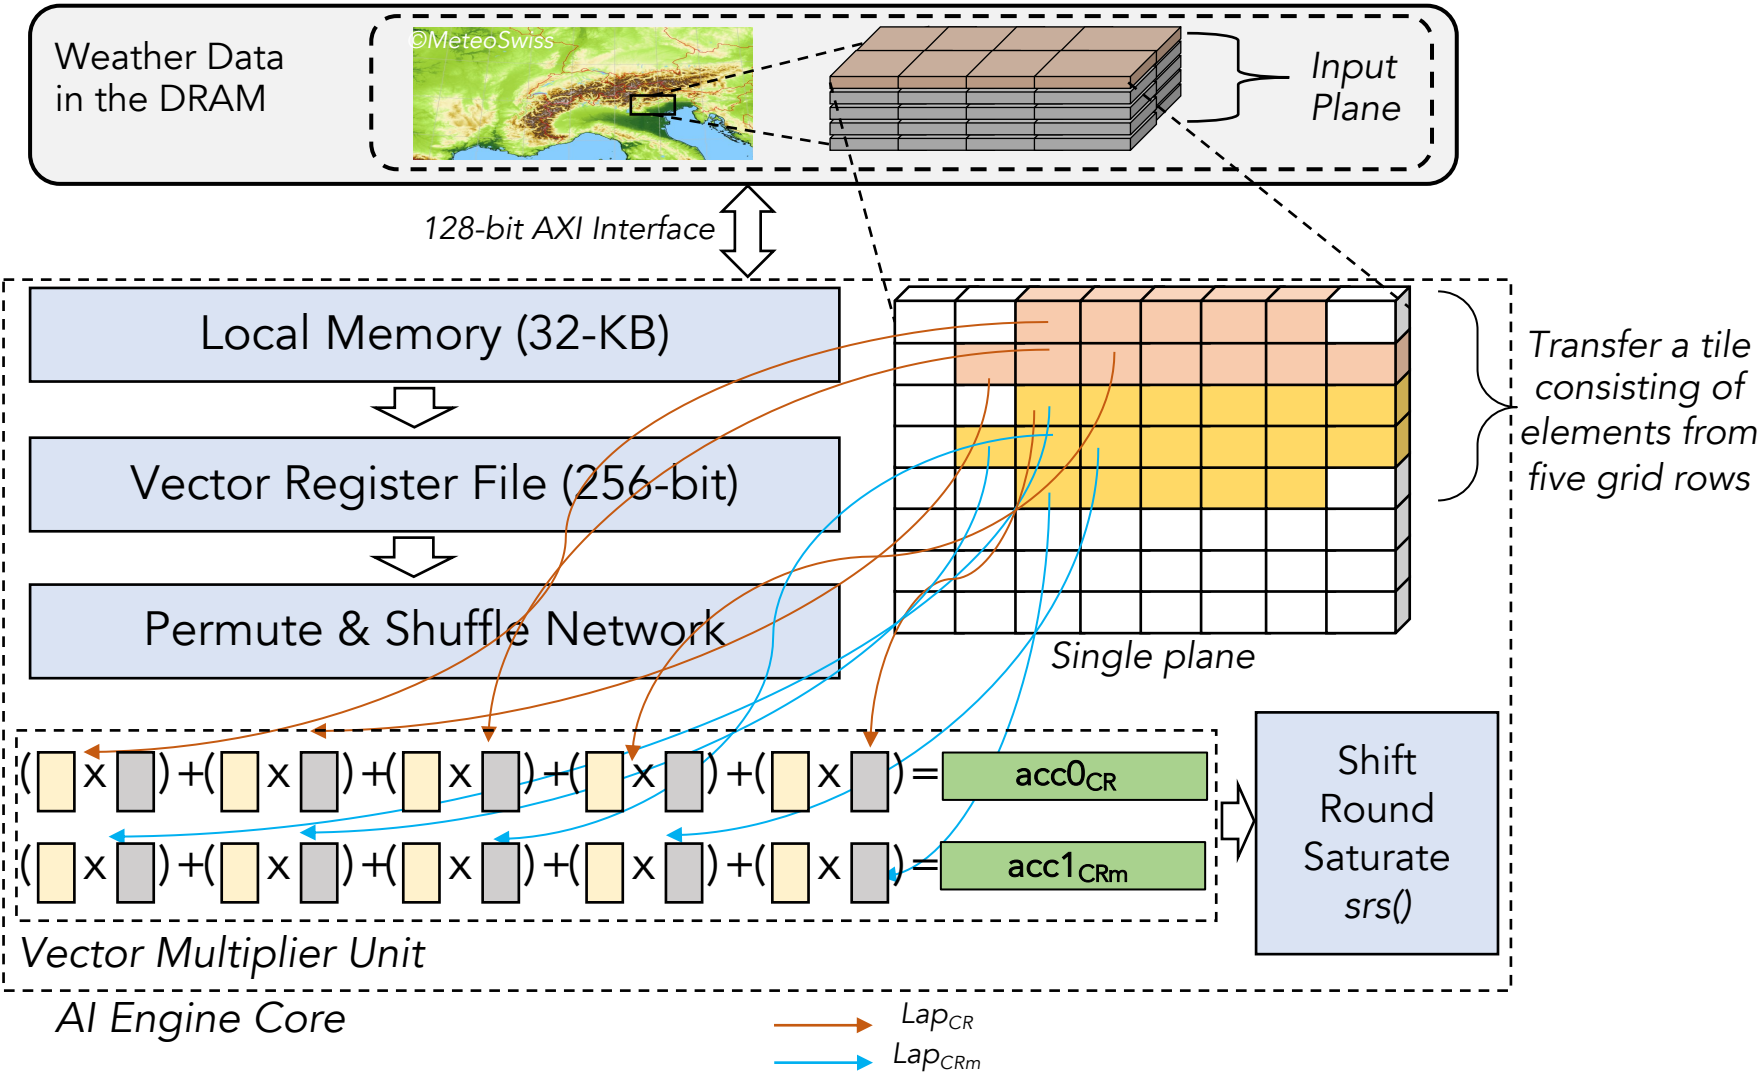 Weather Data
in the DRAM
©MeteoSwiss
Input
Plane
128-bit AXI Interface
Local Memory (32-KB)
Vector Register File (256-bit)
Permute & Shuffle Network
Transfer a tile
consisting of
elements from
five grid rows
Single plane
( x )+( x )+( x )+( x )+( x )= acc0CR
( x )+( x )+( x )+( x )+( x )= acc1CRm
Shift
Round
Saturate
srs()
Vector Multiplier Unit
AI Engine Core
LapCR
LapCRm